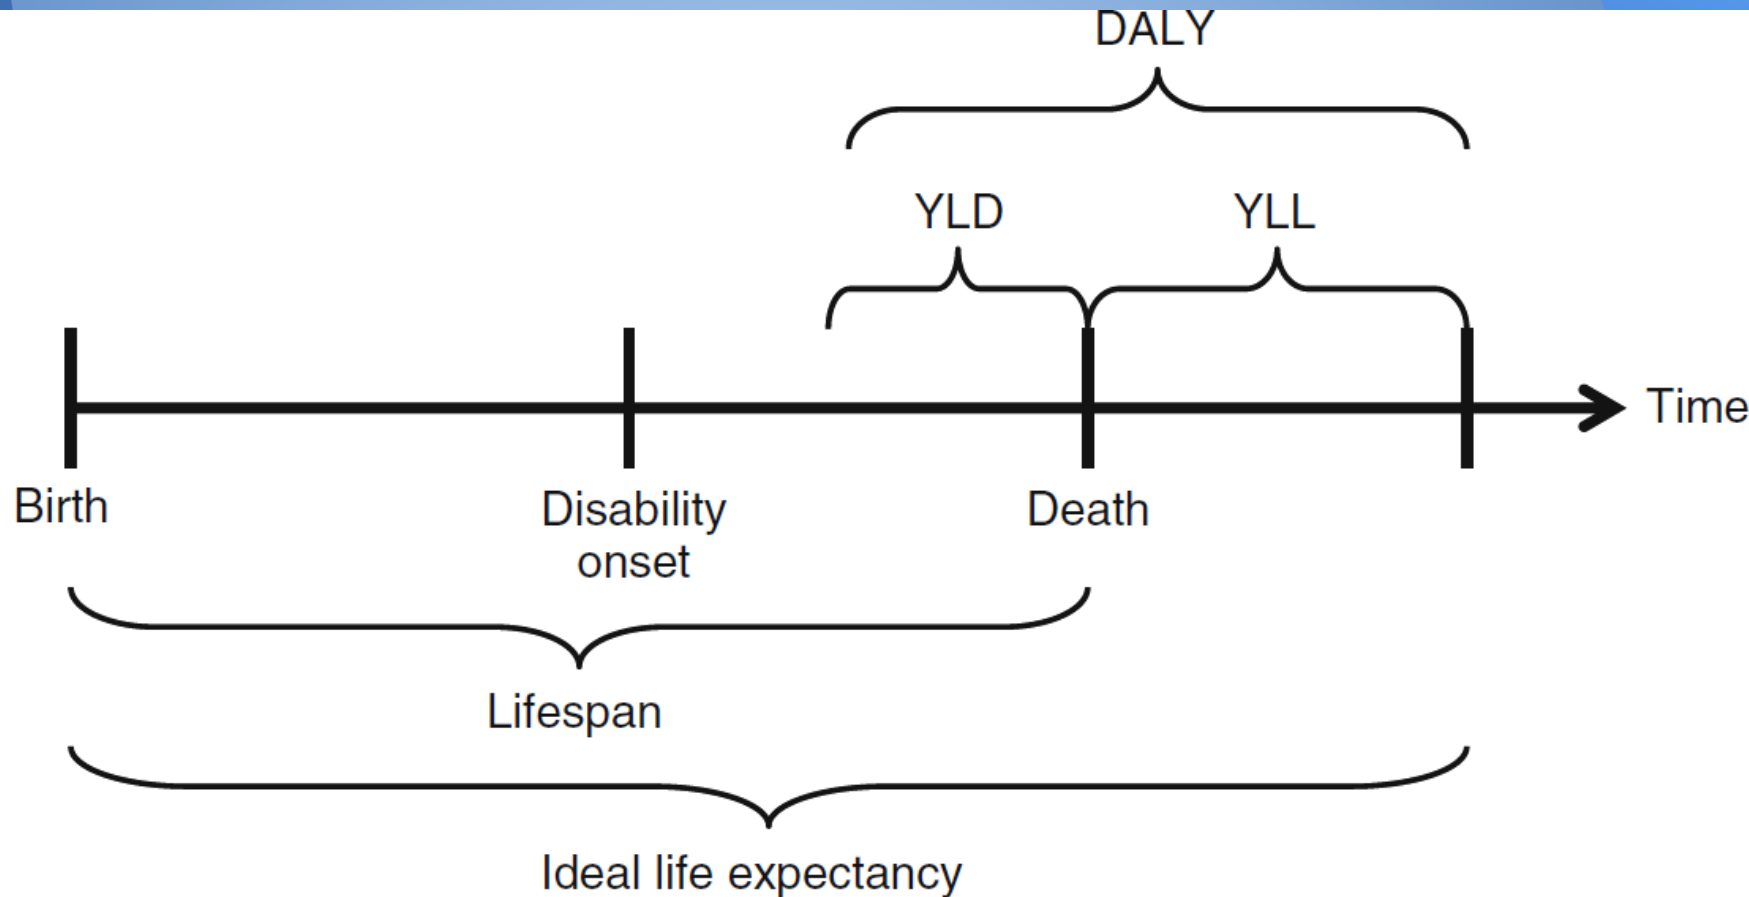 DALY
YLD
YLL
Time
Birth
Disability
onset
Death
Lifespan
Ideal life expectancy